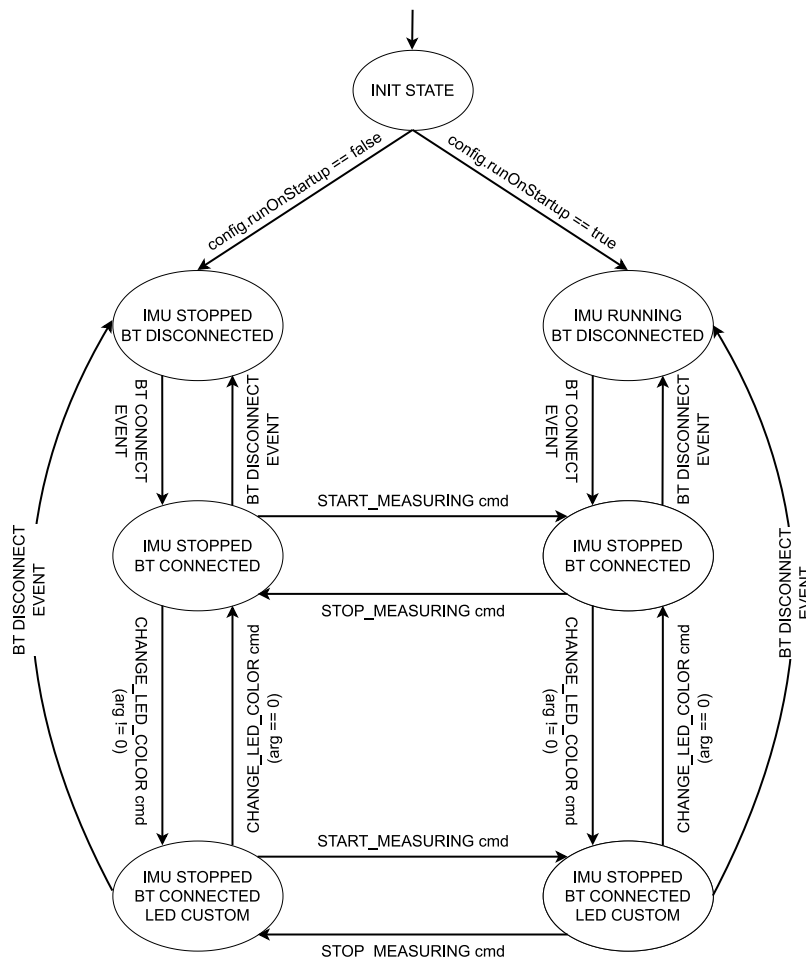 INIT STATE
config.runOnStartup == false
config.runOnStartup == true
IMU STOPPED
BT DISCONNECTED
IMU RUNNING
BT DISCONNECTED
BT CONNECT
EVENT
BT DISCONNECT
EVENT
BT CONNECT
EVENT
BT DISCONNECT
EVENT
START_MEASURING cmd
IMU STOPPED
BT CONNECTED
IMU STOPPED
BT CONNECTED
STOP_MEASURING cmd
BT DISCONNECT
EVENT
BT DISCONNECT
EVENT
CHANGE_LED_COLOR cmd
(arg != 0)
CHANGE_LED_COLOR cmd
(arg == 0)
CHANGE_LED_COLOR cmd
(arg != 0)
CHANGE_LED_COLOR cmd
(arg == 0)
START_MEASURING cmd
IMU STOPPED
BT CONNECTED
LED CUSTOM
IMU STOPPED
BT CONNECTED
LED CUSTOM
STOP_MEASURING cmd